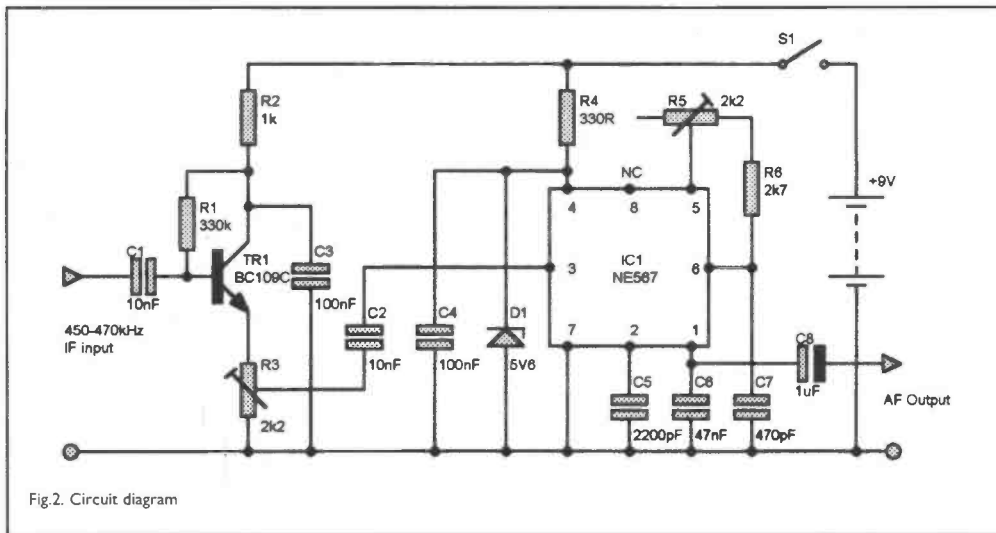 S1
R2
1k
R4
330R
R5
2k2
R6
2k7
+9V
NC
4
8
5
R1
330k
C1
10nF
TR1
BC109C
C3
100nF
3
IC1
NE567
6
450-470kHz
IF input
C2
10nF
C4
100nF
D1
5V6
7
2
1
C8
1uF
R3
2k2
C5
2200pF
C6
47nF
C7
470pF
AF Output
Fig.2. Circuit diagram